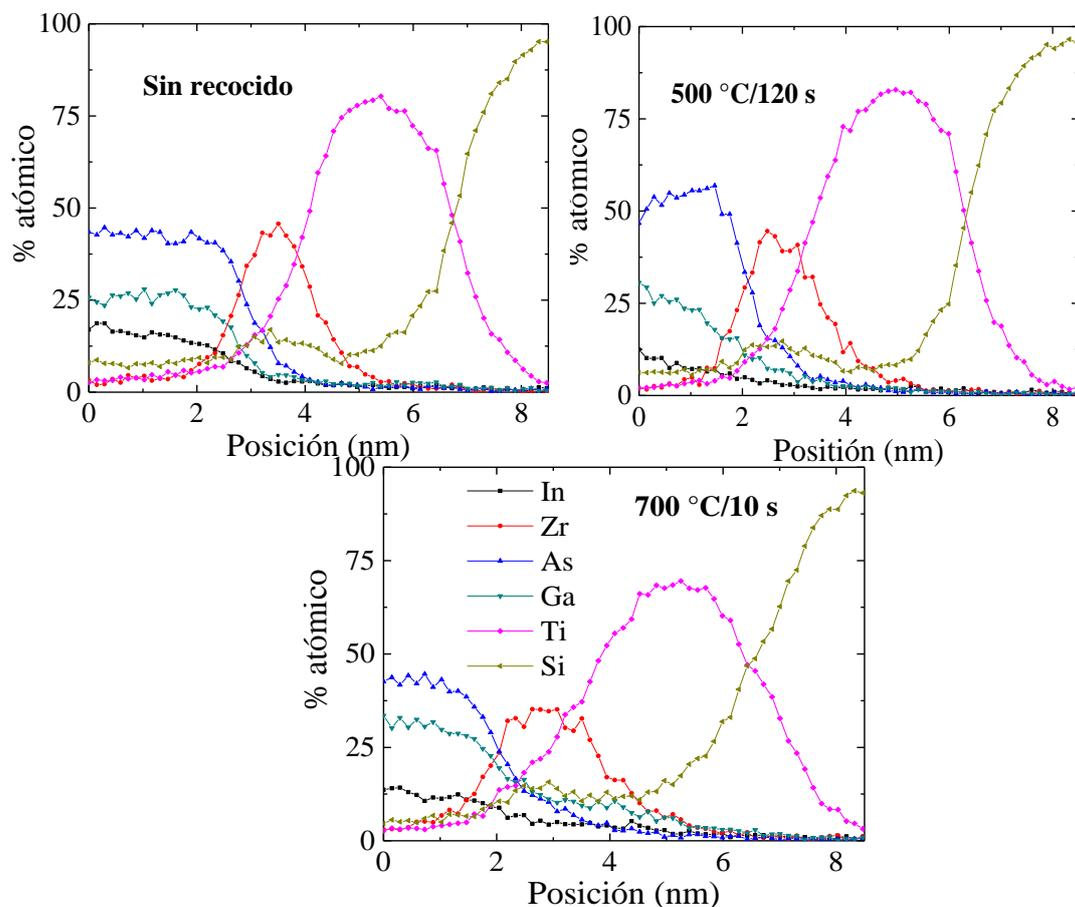 100
75
50
25
0
% atómico
Sin recocido
0 2 4 6 8
Posición (nm)
100
75
50
25
0
% atómico
500 °C/120 s
0 2 4 6 8
Positión (nm)
100
75
50
25
0
% atómico
In
Zr
As
Ga
Ti
Si
700 °C/10 s
0 2 4 6 8
Posición (nm)